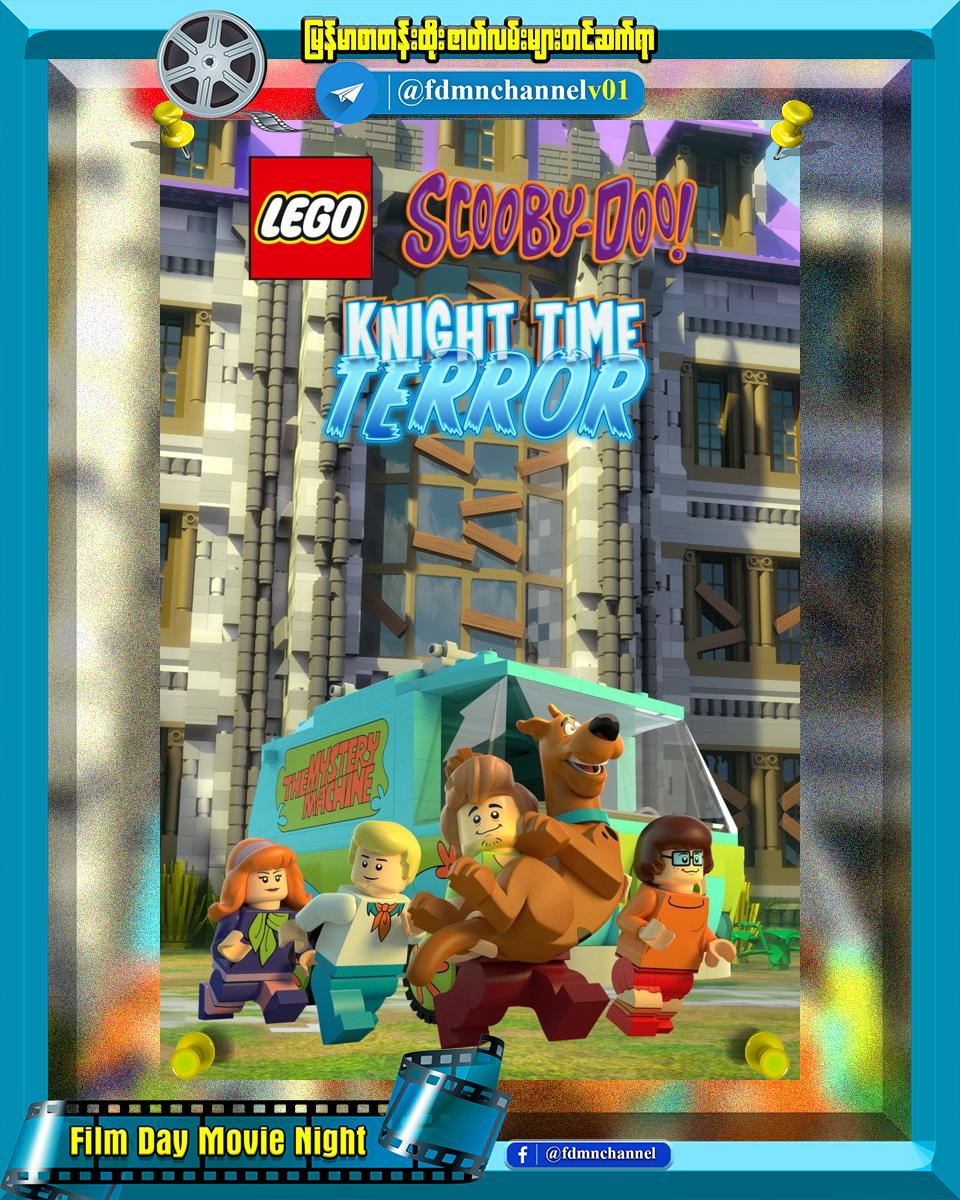 မြန်မာစာတန်းထိုးဇာတ်လမ်းများတင်ဆက်ရာ
@fdmnchannelv01
LEGO
SCOOBY-DOO!
KNIGHT TIME
TERROR
THE MYSTERY
MACHINE
Film Day Movie Night
@fdmnchannel